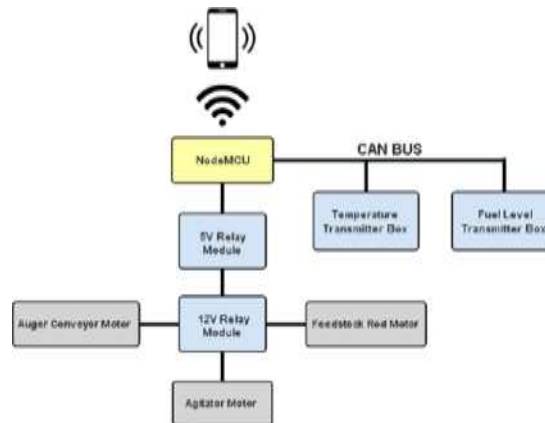 CAN BUS
NodeMCU
Temperature
Transmitter Box
Fuel Level
Transmitter Box
5V Relay
Module
Auger Conveyor Motor
12V Relay
Module
Feedstock Rod Motor
Agitator Motor